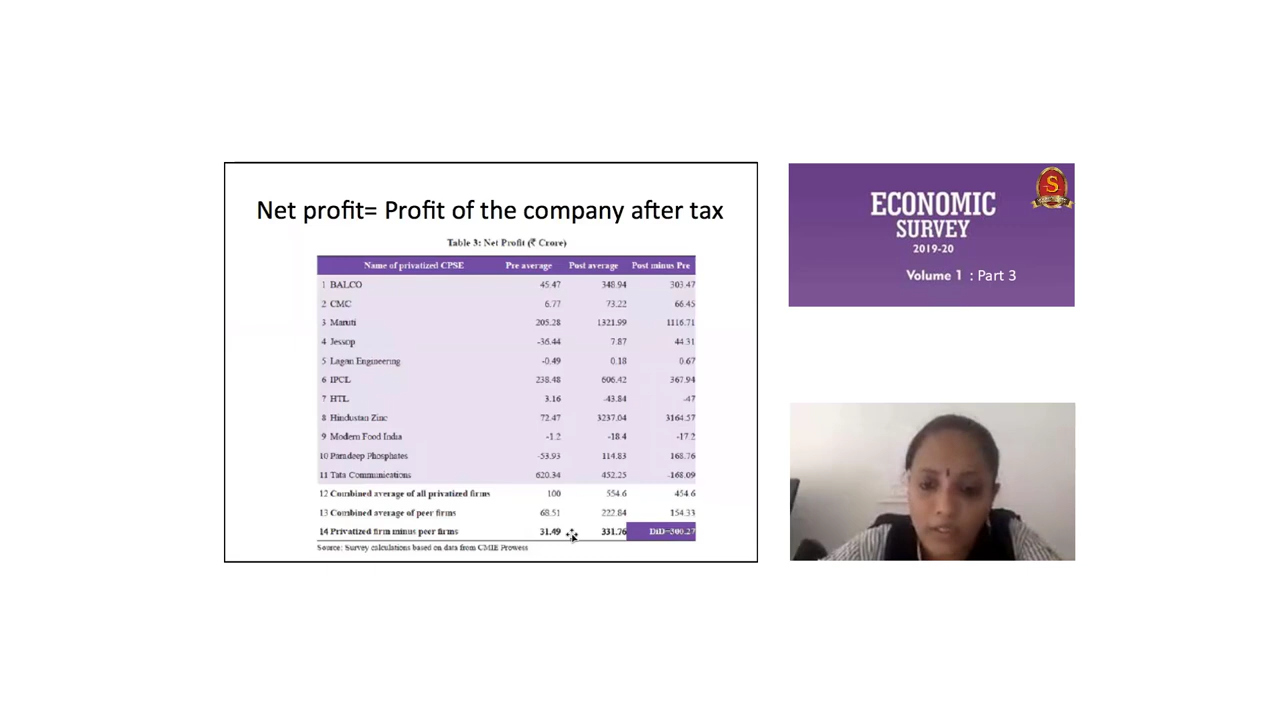 Net profit= Profit of the company after tax
Table 3: Net Profit (₹ Crore)
Name of privatized CPSE Pre average Post average Post minus Pre
1 BALCO 45.47 348.94 303.47
2 CMC 6.77 73.22 66.45
3 Maruti 205.28 1321.99 1116.71
4 Jessop -36.44 7.87 44.31
5 Lagan Engineering -0.49 0.18 0.67
6 IPCL 238.48 606.42 367.94
7 HTL 3.16 -43.84 -47
8 Hindustan Zinc 72.47 3237.04 3164.57
9 Modern Food India -1.2 -18.4 -17.2
10 Paradeep Phosphates -53.93 114.83 168.76
11 Tata Communications 620.34 452.25 -168.09
12 Combined average of all privatized firms 100 554.6 454.6
13 Combined average of peer firms 68.51 222.84 154.33
14 Privatized firm minus peer firms 31.49 331.76 DiD=300.27
Source: Survey calculations based on data from CMIE Prowess
S
ECONOMIC
SURVEY
2019-20
Volume 1 : Part 3